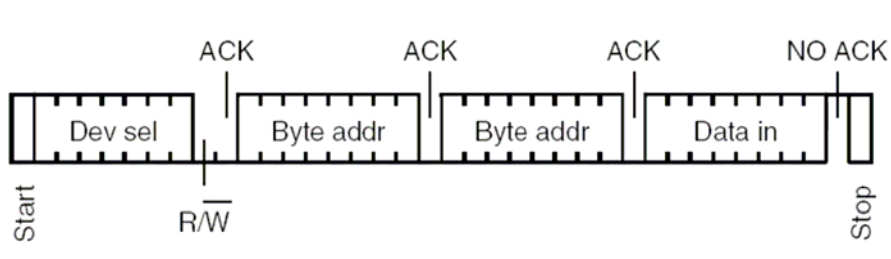 ACK ACK ACK NO ACK
Dev sel Byte addr Byte addr Data in
Start R/W Stop